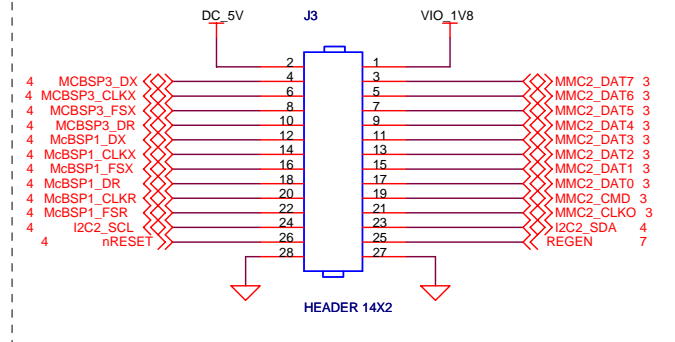 DC_5V J3 VIO_1V8
2 1
4 MCBSP3_DX 4 3 MMC2_DAT7 3
4 MCBSP3_CLKX 6 5 MMC2_DAT6 3
4 MCBSP3_FSX 8 7 MMC2_DAT5 3
4 MCBSP3_DR 10 9 MMC2_DAT4 3
4 McBSP1_DX 12 11 MMC2_DAT3 3
4 McBSP1_CLKX 14 13 MMC2_DAT2 3
4 McBSP1_FSX 16 15 MMC2_DAT1 3
4 McBSP1_DR 18 17 MMC2_DAT0 3
4 McBSP1_CLKR 20 19 MMC2_CMD 3
4 McBSP1_FSR 22 21 MMC2_CLKO 3
4 I2C2_SCL 24 23 I2C2_SDA 4
4 nRESET 26 25 REGEN 7
28 27
HEADER 14X2